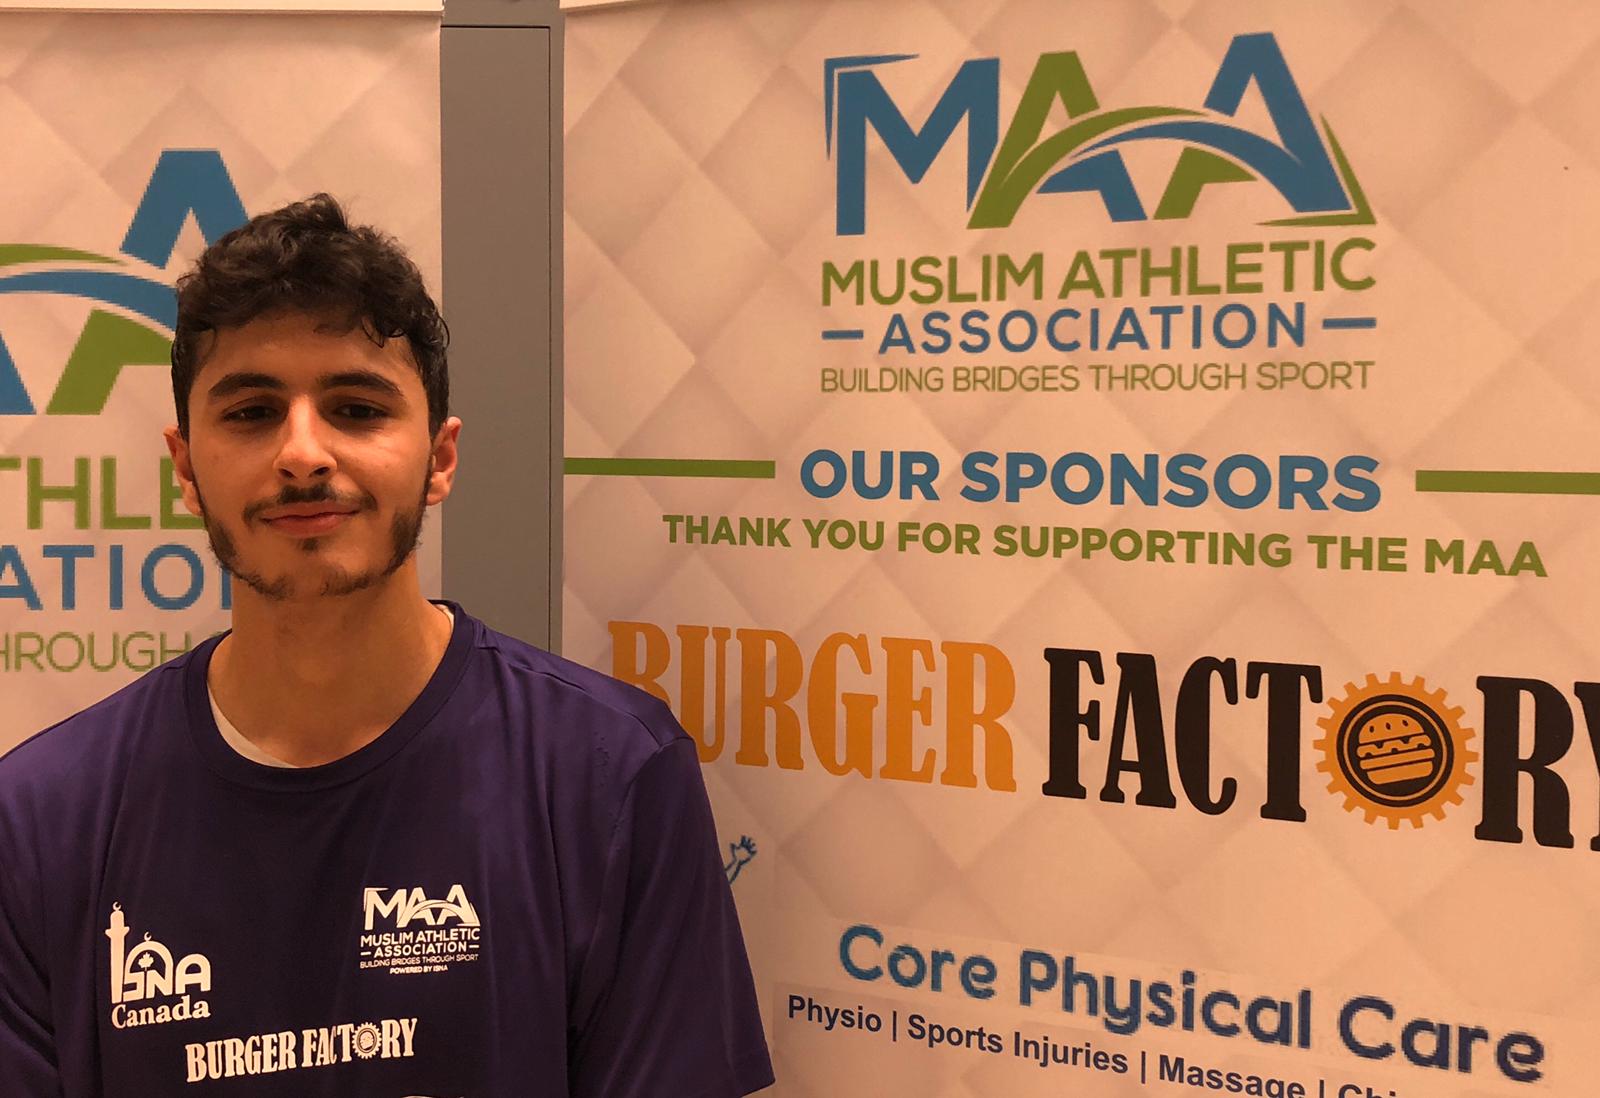 MAA
MUSLIM ATHLETIC
ASSOCIATION
BUILDING BRIDGES THROUGH SPORT
OUR SPONSORS
THANK YOU FOR SUPPORTING THE MAA
BURGER FACTORY
Core Physical Care
Physio | Sports Injuries | Massage |
THROUGH
ISNA
Canada
MAA
MUSLIM ATHLETIC
ASSOCIATION
BUILDING BRIDGES THROUGH SPORT
POWERED BY ISNA
BURGER FACTORY